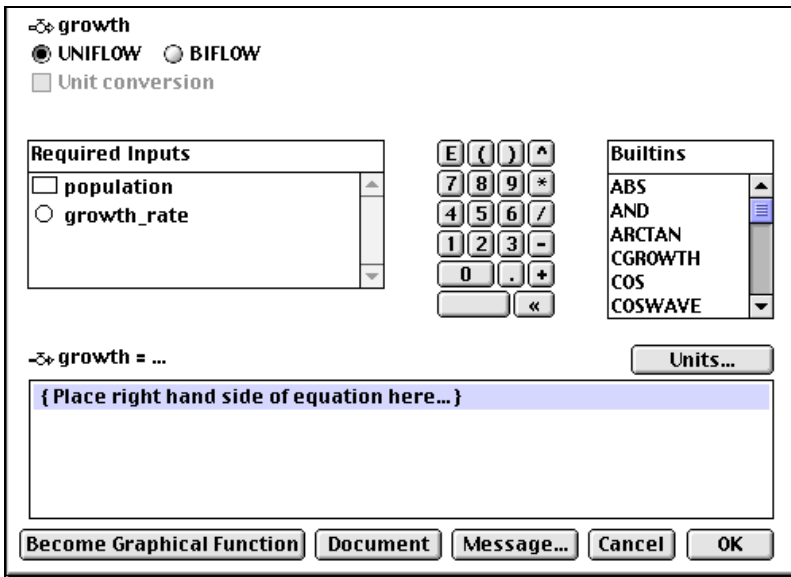 growth
UNIFLOW BIFLOW
Unit conversion
Required Inputs
population
growth_rate
E ( ) ^
7 8 9 *
4 5 6 /
1 2 3 -
0 . +
«
Builtins
ABS
AND
ARCTAN
CGROWTH
COS
COSWAVE
growth = ...
Units...
{ Place right hand side of equation here... }
Become Graphical Function Document Message... Cancel OK